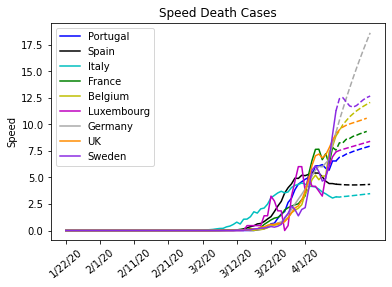 Speed Death Cases
Speed
17.5
15.0
12.5
10.0
7.5
5.0
2.5
0.0
Portugal
Spain
Italy
France
Belgium
Luxembourg
Germany
UK
Sweden
1/22/20
2/1/20
2/11/20
2/21/20
3/2/20
3/12/20
3/22/20
4/1/20